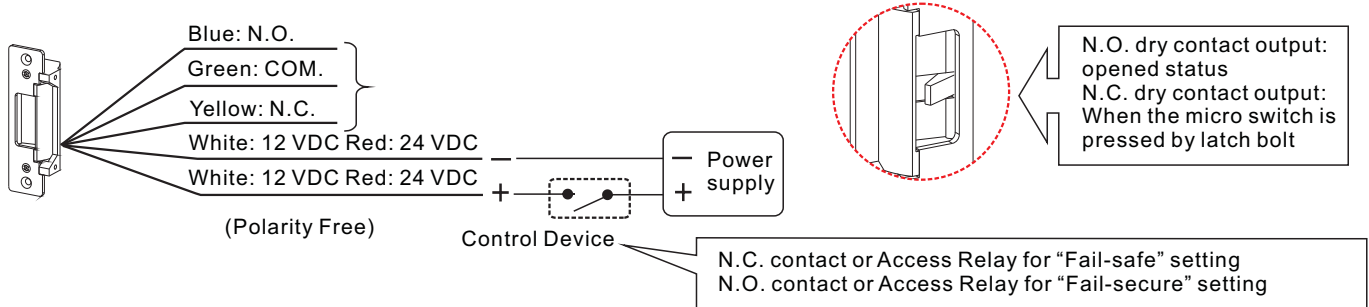 Blue: N.O.
Green: COM.
Yellow: N.C.
White: 12 VDC Red: 24 VDC
White: 12 VDC Red: 24 VDC
(Polarity Free)
−
+
− Power
+ supply
Control Device
N.O. dry contact output:
opened status
N.C. dry contact output:
When the micro switch is
pressed by latch bolt
N.C. contact or Access Relay for “Fail-safe” setting
N.O. contact or Access Relay for “Fail-secure” setting